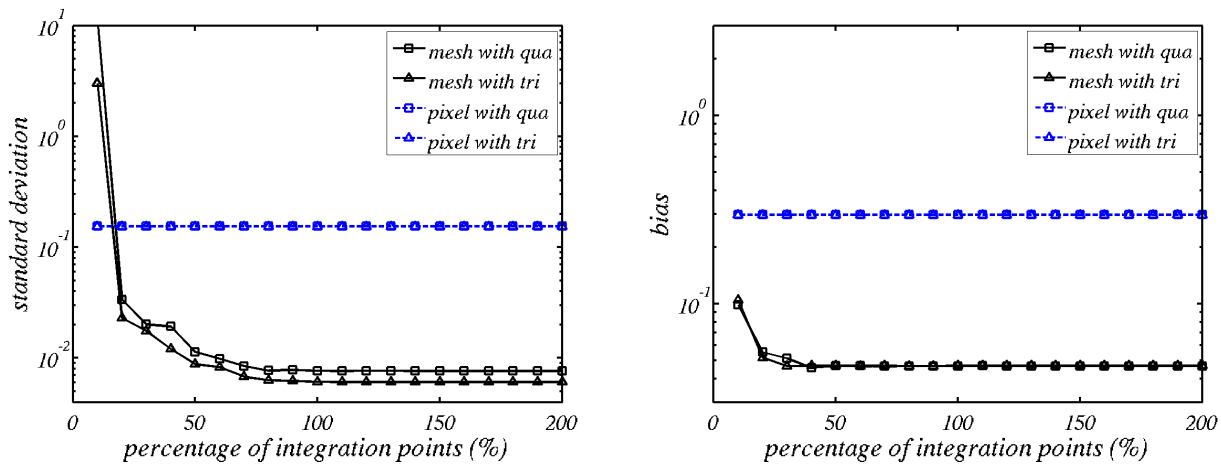 10^1
10^0
10^-1
10^-2
standard deviation
0
50
100
150
200
percentage of integration points (%)
mesh with qua
mesh with tri
pixel with qua
pixel with tri
10^0
10^-1
bias
0
50
100
150
200
percentage of integration points (%)
mesh with qua
mesh with tri
pixel with qua
pixel with tri